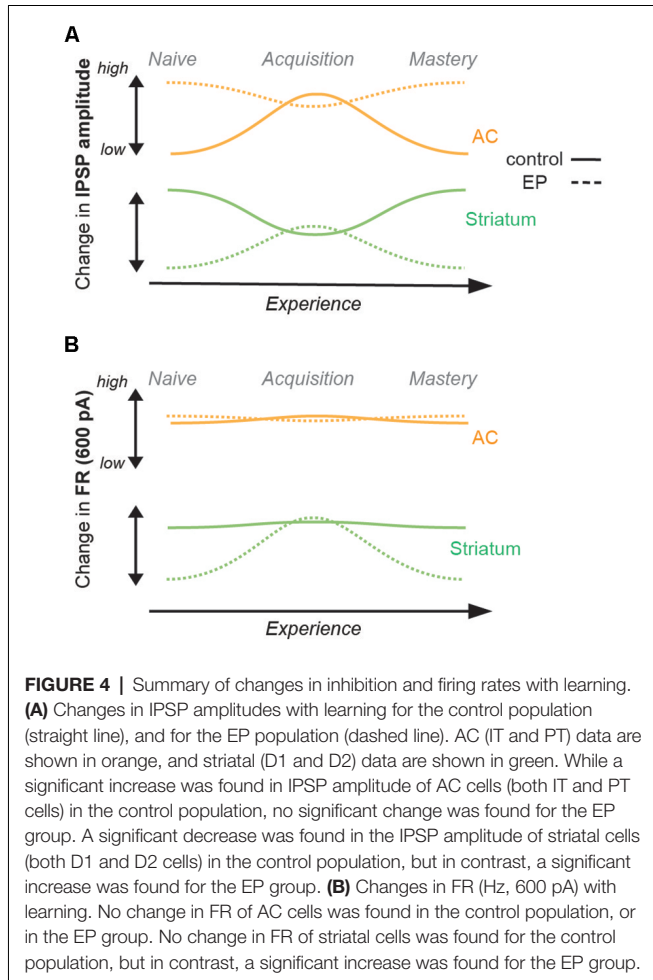 A
Naive Acquisition Mastery
high
Change in IPSP amplitude
low
AC
control
EP
Striatum
Experience
B
Naive Acquisition Mastery
high
Change in FR (600 pA)
low
AC
Striatum
Experience
FIGURE 4 | Summary of changes in inhibition and firing rates with learning.
(A) Changes in IPSP amplitudes with learning for the control population
(straight line), and for the EP population (dashed line). AC (IT and PT) data are
shown in orange, and striatal (D1 and D2) data are shown in green. While a
significant increase was found in IPSP amplitude of AC cells (both IT and PT
cells) in the control population, no significant change was found for the EP
group. A significant decrease was found in the IPSP amplitude of striatal cells
(both D1 and D2 cells) in the control population, but in contrast, a significant
increase was found for the EP group. (B) Changes in FR (Hz, 600 pA) with
learning. No change in FR of AC cells was found in the control population, or
in the EP group. No change in FR of striatal cells was found for the control
population, but in contrast, a significant increase was found for the EP group.